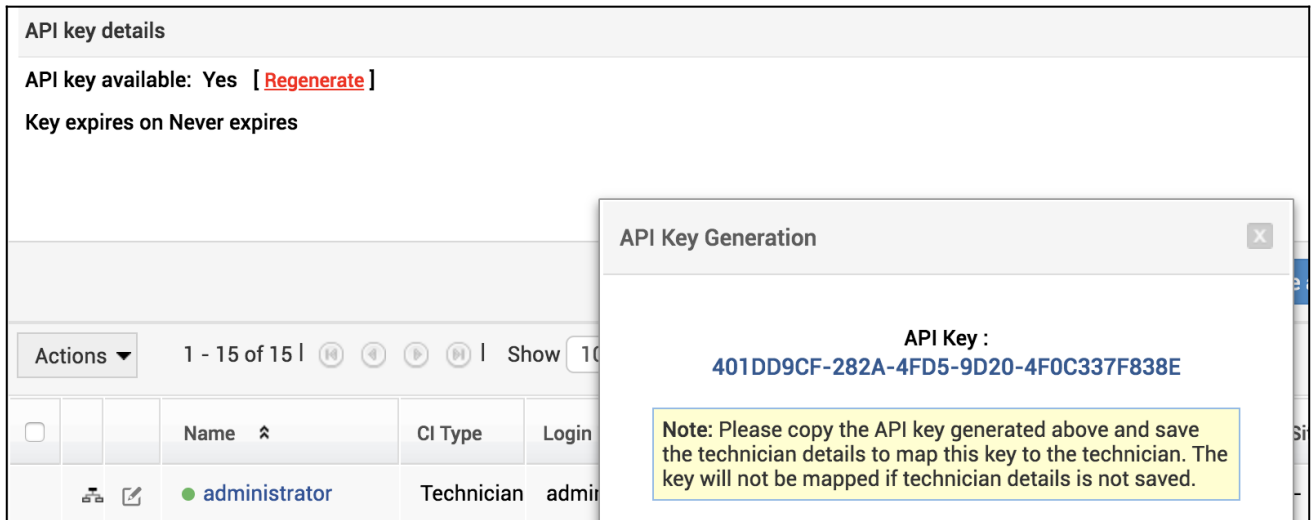 API key details
API key available: Yes [ Regenerate ]
Key expires on Never expires
API Key Generation
X
API Key :
401DD9CF-282A-4FD5-9D20-4F0C337F838E
Note: Please copy the API key generated above and save
the technician details to map this key to the technician. The
key will not be mapped if technician details is not saved.
Actions
1 - 15 of 15 | Show
Name CI Type Login
administrator Technician